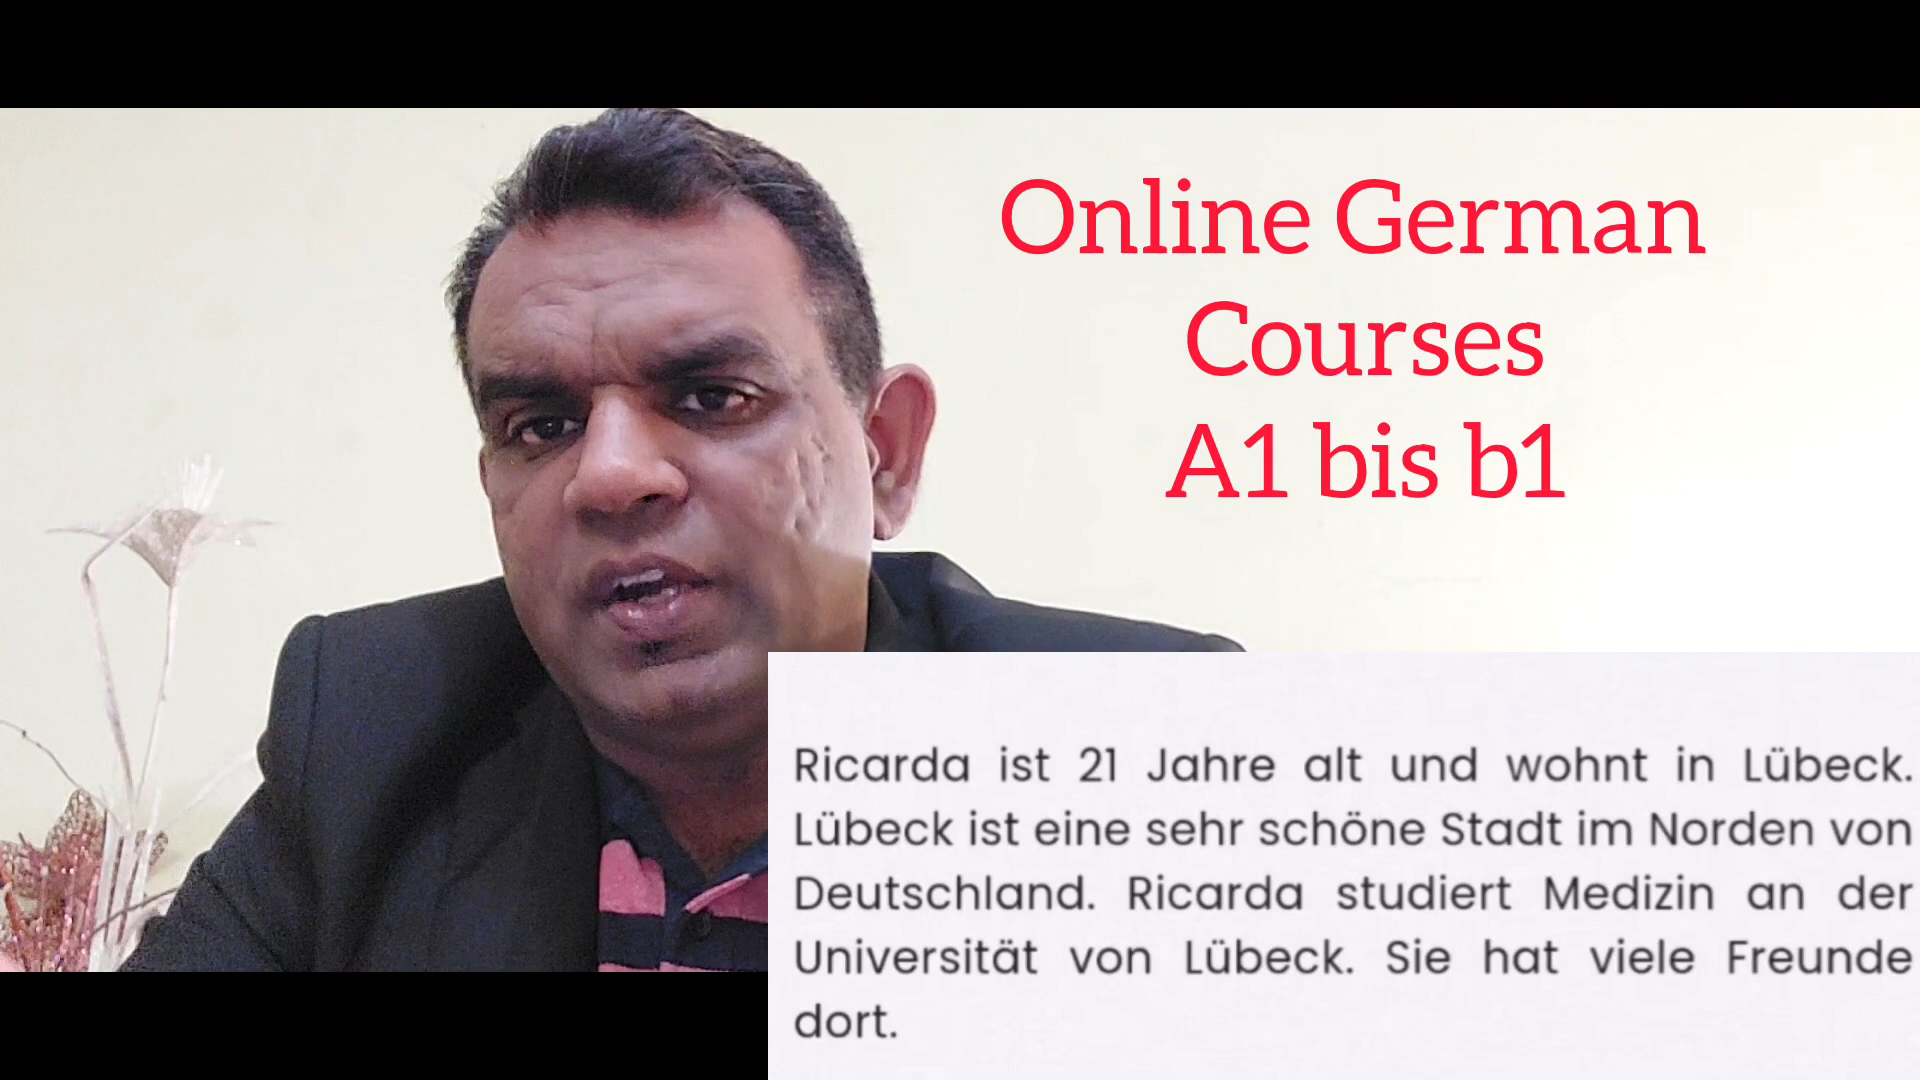 Online German
Courses
A1 bis b1
Ricarda ist 21 Jahre alt und wohnt in Lübeck.
Lübeck ist eine sehr schöne Stadt im Norden von
Deutschland. Ricarda studiert Medizin an der
Universität von Lübeck. Sie hat viele Freunde
dort.